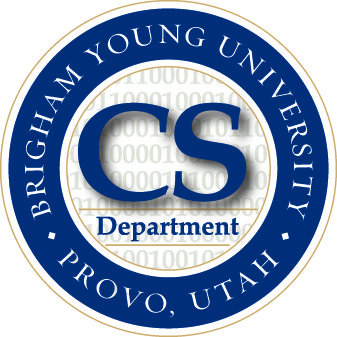 BRIGHAM YOUNG UNIVERSITY
CS
Department
PROVO, UTAH